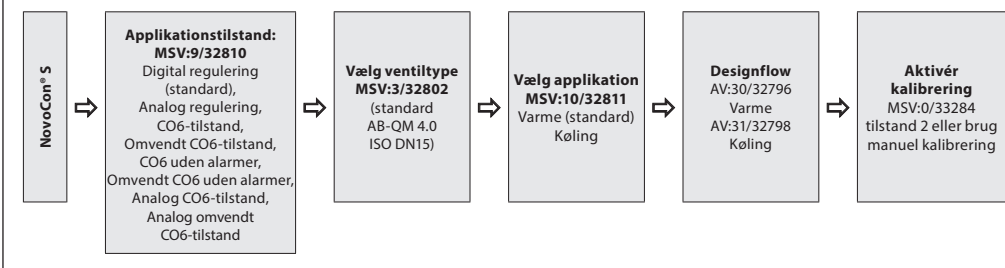 NovoCon® S
Applikationstilstand:
MSV:9/32810
Digital regulering
(standard),
Analog regulering,
CO6-tilstand,
Omvendt CO6-tilstand,
CO6 uden alarmer,
Omvendt CO6 uden alarmer,
Analog CO6-tilstand,
Analog omvendt
CO6-tilstand
Vælg ventiltype
MSV:3/32802
(standard
AB-QM 4.0
ISO DN15)
Vælg applikation
MSV:10/32811
Varme (standard)
Køling
Designflow
AV:30/32796
Varme
AV:31/32798
Køling
Aktivér
kalibrering
MSV:0/33284
tilstand 2 eller brug
manuel kalibrering